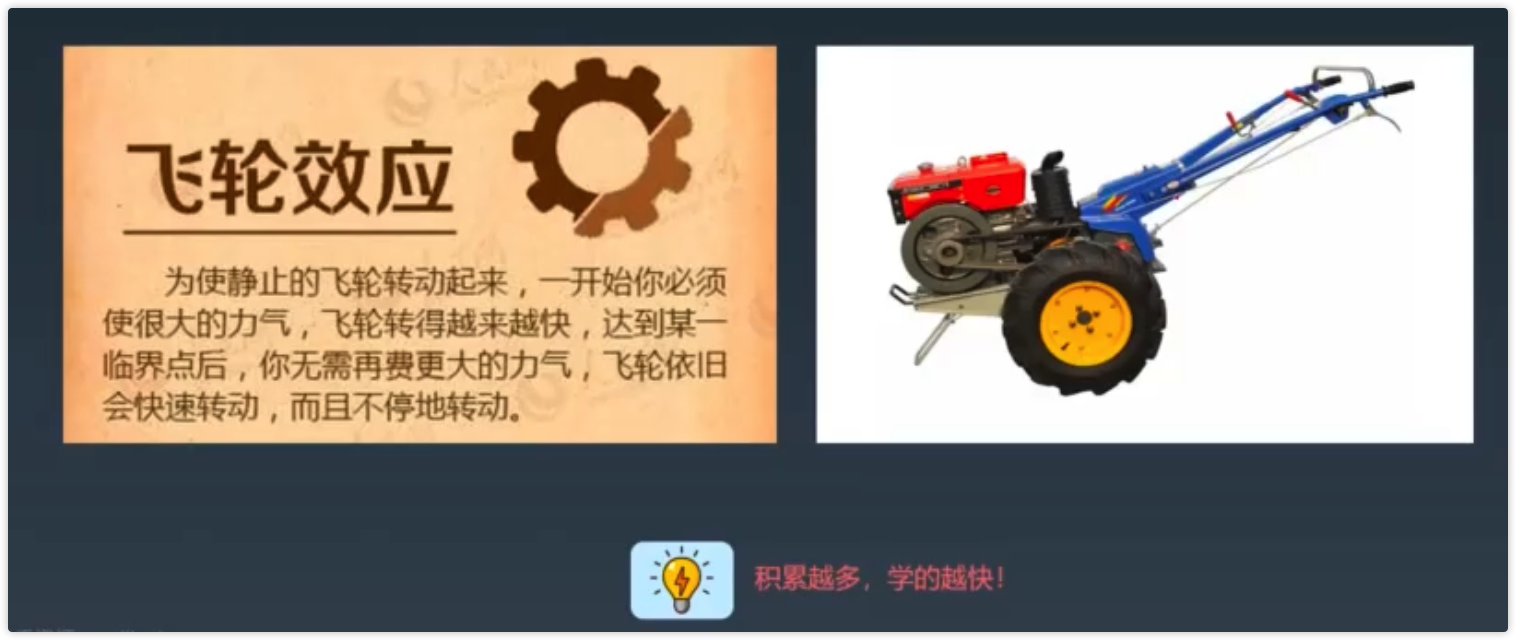 飞轮效应
为使静止的飞轮转动起来，一开始你必须
使很大的力气，飞轮转得越来越快，达到某一
临界点后，你无需再费更大的力气，飞轮依旧
会快速转动，而且不停地转动。
积累越多，学的越快！